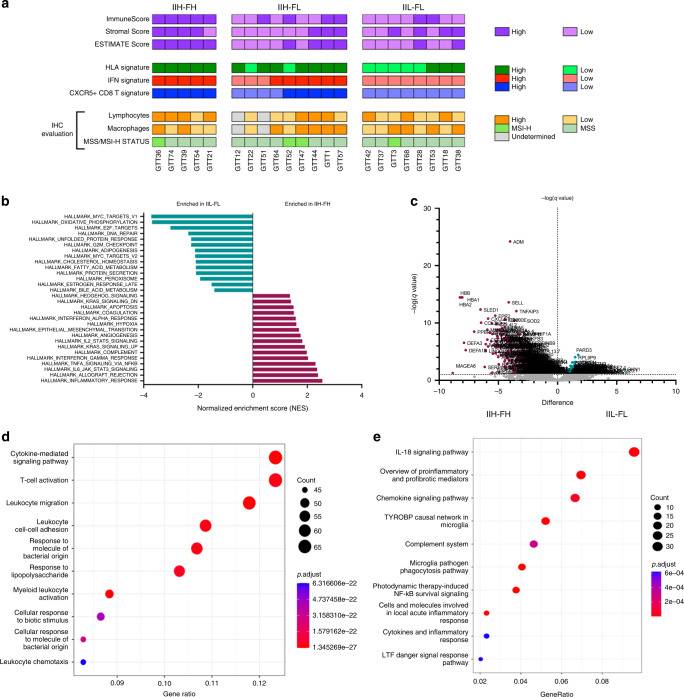 a
IIH-FH
IIH-FL
IIL-FL
ImmuneScore
Stromal Score
High
Low
ESTIMATE Score
HLA signature
High
Low
IFN signature
High
Low
CXCR5+ CD8 T signature
High
Low
IHC
evaluation
Lymphocytes
High
Low
Macrophages
MSI-H
MSS
MSS/MSI-H STATUS
Undetermined
GTT36
GTT74
GTT39
GTT54
GTT21
GTT12
GTT22
GTT51
GTT64
GTT52
GTT47
GTT44
GTT1
GTT57
GTT42
GTT37
GTT3
GTT68
GTT28
GTT53
GTT18
GTT38
b
Enriched in IIL-FL
Enriched in IIH-FH
HALLMARK_MYC_TARGETS_V1
HALLMARK_OXIDATIVE_PHOSPHORYLATION
HALLMARK_E2F_TARGETS
HALLMARK_DNA_REPAIR
HALLMARK_UNFOLDED_PROTEIN_RESPONSE
HALLMARK_G2M_CHECKPOINT
HALLMARK_ADIPOGENESIS
HALLMARK_MYC_TARGETS_V2
HALLMARK_CHOLESTEROL_HOMEOSTASIS
HALLMARK_FATTY_ACID_METABOLISM
HALLMARK_PROTEIN_SECRETION
HALLMARK_PEROXISOME
HALLMARK_ESTROGEN_RESPONSE_LATE
HALLMARK_BILE_ACID_METABOLISM
HALLMARK_HEDGEHOG_SIGNALING
HALLMARK_KRAS_SIGNALING_DN
HALLMARK_APOPTOSIS
HALLMARK_COAGULATION
HALLMARK_INTERFERON_ALPHA_RESPONSE
HALLMARK_HYPOXIA
HALLMARK_EPITHELIAL_MESENCHYMAL_TRANSITION
HALLMARK_ANGIOGENESIS
HALLMARK_IL2_STAT5_SIGNALING
HALLMARK_KRAS_SIGNALING_UP
HALLMARK_COMPLEMENT
HALLMARK_INTERFERON_GAMMA_RESPONSE
HALLMARK_TNFA_SIGNALING_VIA_NFKB
HALLMARK_IL6_JAK_STAT3_SIGNALING
HALLMARK_ALLOGRAFT_REJECTION
HALLMARK_INFLAMMATORY_RESPONSE
−4
−2
0
2
4
Normalized enrichment score (NES)
c
−log(q value)
−log(q value)
30
20
10
0
ADM
HBB
HBA1
HBA2
SELL
SLED1
TNFAIP3
SOD2
DEFA3
MAGEA6
PARD3
−10
−5
0
5
10
Difference
IIH-FH
IIL-FL
d
Cytokine-mediated
signaling pathway
T-cell activation
Leukocyte migration
Leukocyte
cell-cell adhesion
Response to
molecule of
bacterial origin
Response to
lipopolysaccharide
Myeloid leukocyte
activation
Cellular response
to biotic stimulus
Cellular response
to molecule of
bacterial origin
Leukocyte chemotaxis
0.09
0.10
0.11
0.12
Gene ratio
Count
45
50
55
60
65
p.adjust
6.316606e−22
4.737458e−22
3.158310e−22
1.579162e−22
1.345269e−27
e
IL-18 signaling pathway
Overview of proinflammatory
and profibrotic mediators
Chemokine signaling pathway
TYROBP causal network in
microglia
Complement system
Microglia pathogen
phagocytosis pathway
Photodynamic therapy-induced
NF-kB survival signaling
Cells and molecules involved
in local acute inflammatory
response
Cytokines and inflammatory
response
LTF danger signal response
pathway
0.02
0.04
0.06
0.08
GeneRatio
Count
10
15
20
25
30
p.adjust
6e−04
4e−04
2e−04